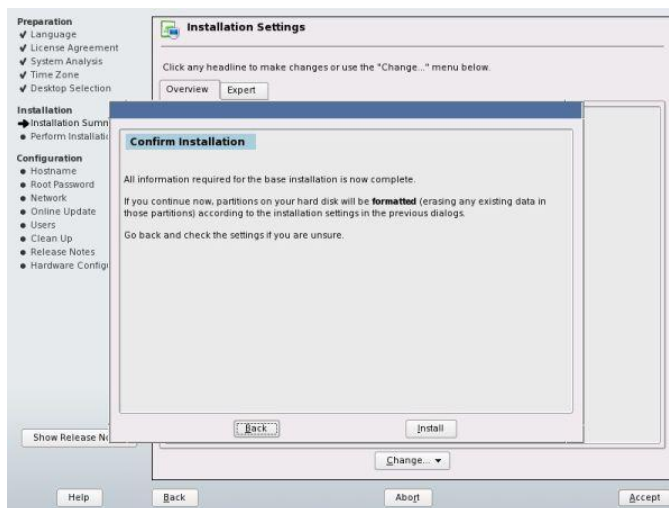 Preparation
Language
License Agreement
System Analysis
Time Zone
Desktop Selection
Installation
Installation Summ
Perform Installati
Configuration
Hostname
Root Password
Network
Online Update
Users
Clean Up
Release Notes
Hardware Config
Show Release N
Help
Installation Settings
Click any headline to make changes or use the "Change..." menu below.
Overview Expert
Confirm Installation
All information required for the base installation is now complete.
If you continue now, partitions on your hard disk will be formatted (erasing any existing data in
those partitions) according to the installation settings in the previous dialogs.
Go back and check the settings if you are unsure.
Back Install
Change...
Back Abort Accept